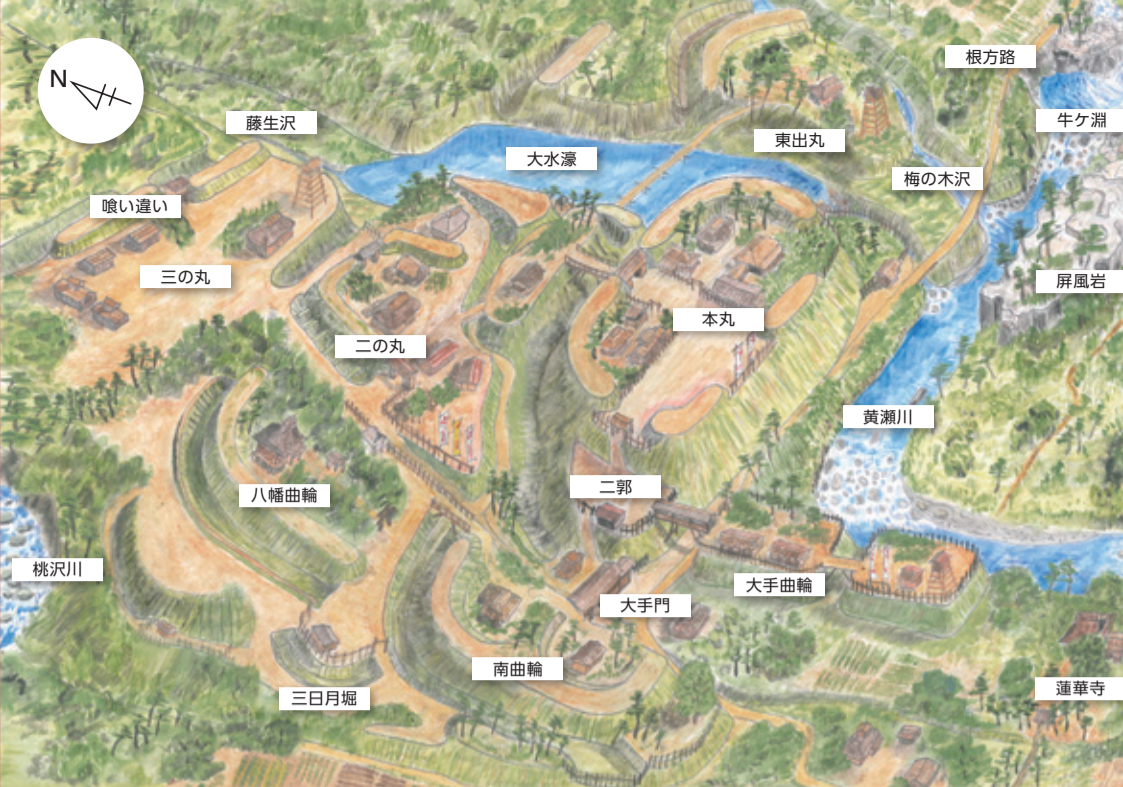 N
根方路
藤生沢
牛ケ淵
大水濠
東出丸
梅の木沢
喰い違い
三の丸
屏風岩
本丸
二の丸
黄瀬川
二郭
八幡曲輪
桃沢川
大手曲輪
大手門
南曲輪
蓮華寺
三日月堀